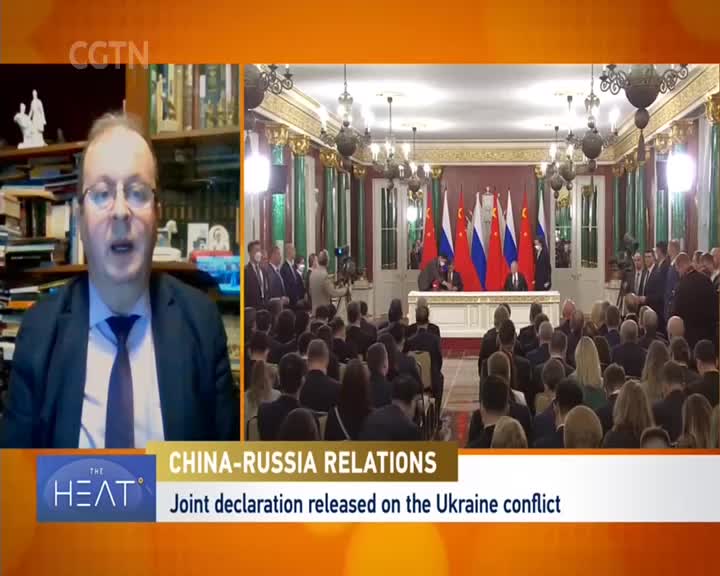 CGTN
CHINA-RUSSIA RELATIONS
THE
HEAT
Joint declaration released on the Ukraine conflict